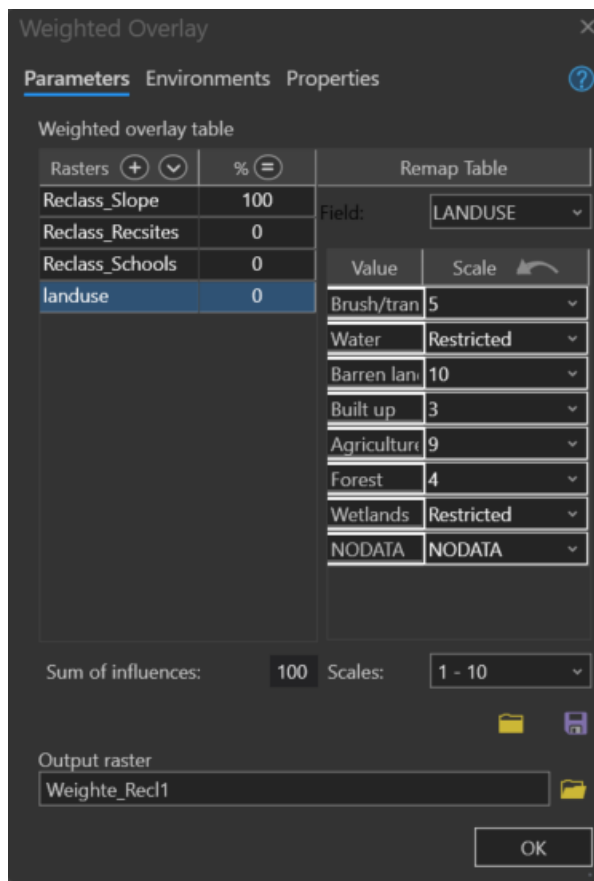 Weighted Overlay
Parameters Environments Properties
Weighted overlay table
Rasters % Remap Table
Reclass_Slope 100
Field: LANDUSE
Reclass_Recsites 0
Reclass_Schools 0
Value Scale
landuse 0
Brush/tran 5
Water Restricted
Barren lan 10
Built up 3
Agriculture 9
Forest 4
Wetlands Restricted
NODATA NODATA
Sum of influences: 100 Scales: 1 - 10
Output raster
Weighte_Recl1
OK